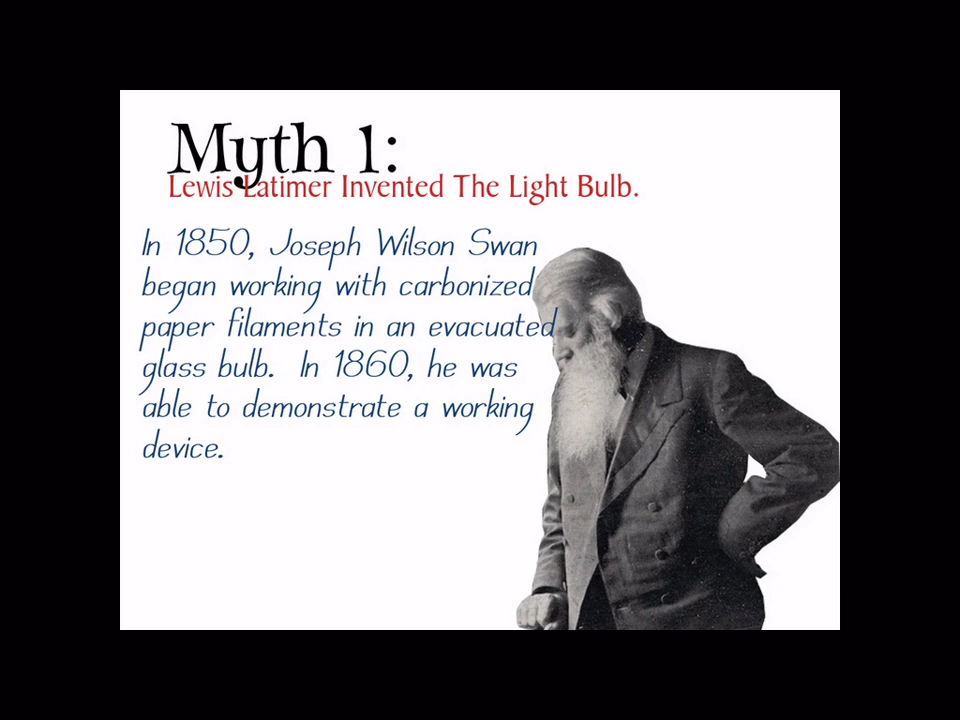 Myth 1:
Lewis Latimer Invented The Light Bulb.
In 1850, Joseph Wilson Swan
began working with carbonized
paper filaments in an evacuated
glass bulb.  In 1860, he was
able to demonstrate a working
device.